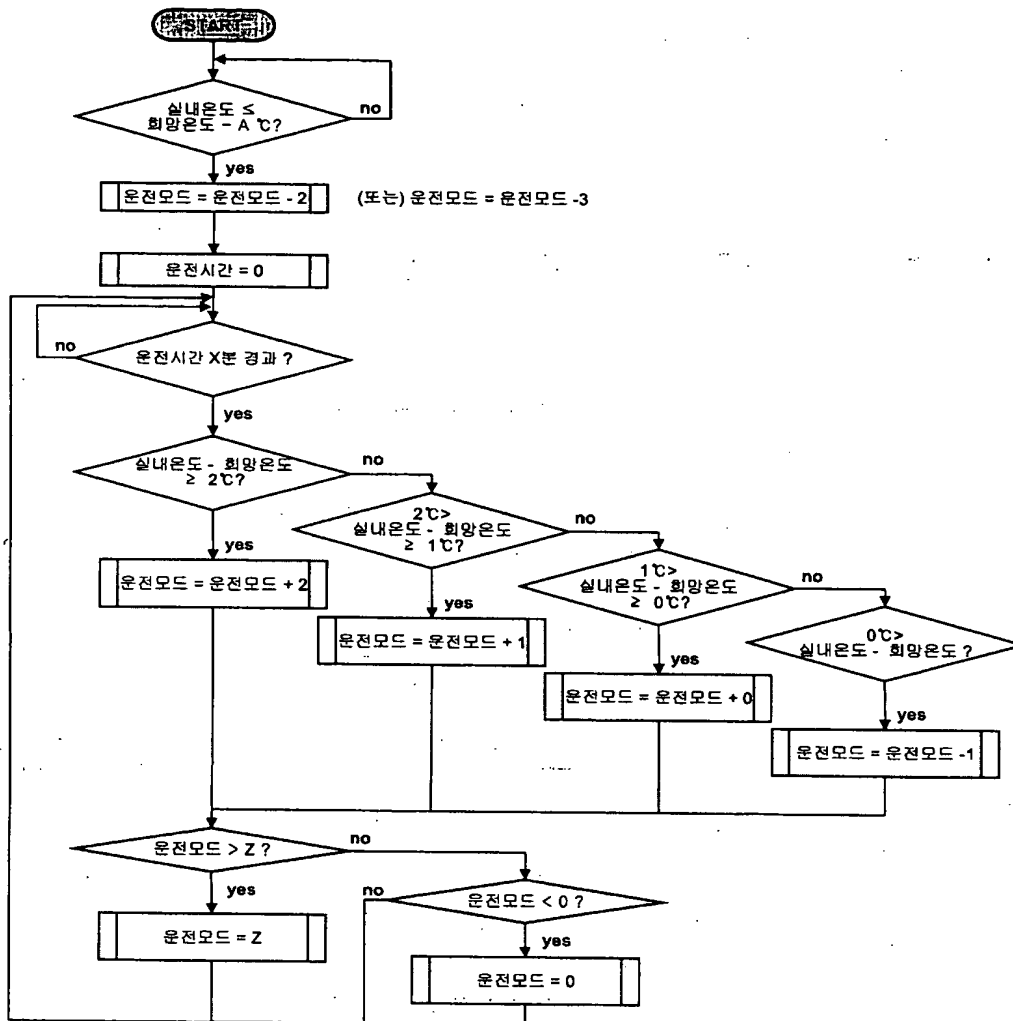 START
실내온도 ≤
희망온도 - A ℃?
no
yes
운전모드 = 운전모드 - 2
(또는) 운전모드 = 운전모드 -3
운전시간 = 0
운전시간 X분 경과 ?
no
yes
실내온도 - 희망온도
≥ 2℃?
no
yes
2℃>
실내온도 - 희망온도
≥ 1℃?
no
yes
1℃>
실내온도 - 희망온도
≥ 0℃?
no
yes
0℃>
실내온도 - 희망온도 ?
yes
운전모드 = 운전모드 + 2
운전모드 = 운전모드 + 1
운전모드 = 운전모드 + 0
운전모드 = 운전모드 -1
운전모드 > Z ?
no
yes
운전모드 < 0 ?
no
yes
운전모드 = Z
운전모드 = 0